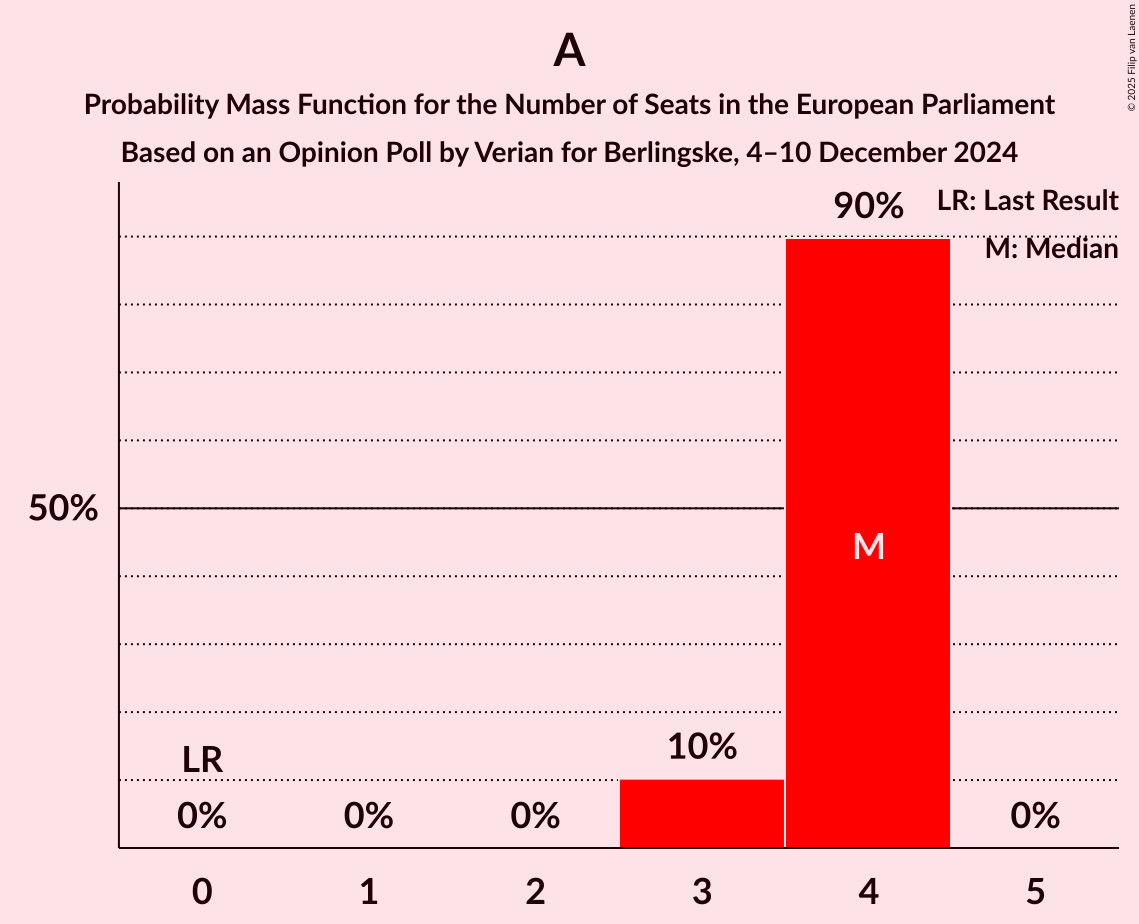 A
Probability Mass Function for the Number of Seats in the European Parliament
Based on an Opinion Poll by Verian for Berlingske, 4–10 December 2024
© 2025 Filip van Laenen
LR: Last Result
M: Median
90%
50%
M
10%
LR
0%
0%
0%
0%
0
1
2
3
4
5